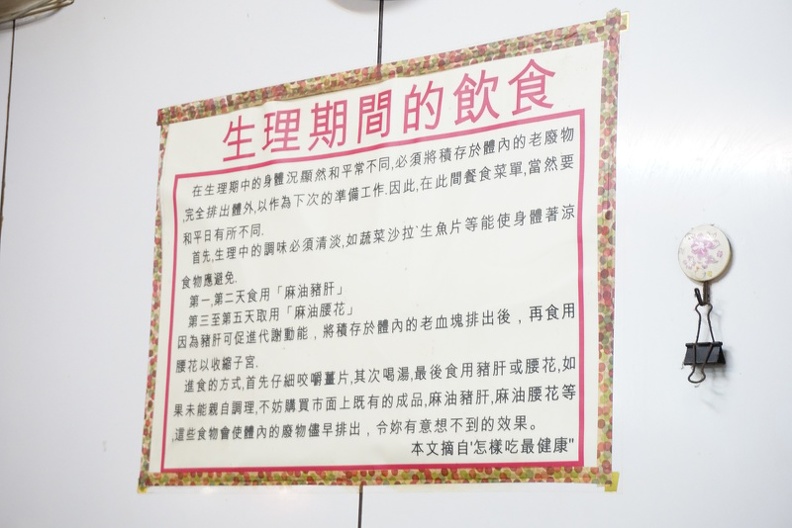 生理期間的飲食
在生理期中的身體況顯然和平常不同,必須將積存於體內的老廢物
,完全排出體外,以作為下次的準備工作.因此,在此間餐食菜單,當然要
和平日有所不同.
首先,生理中的調味必須清淡,如蔬菜沙拉`生魚片等能使身體著涼
食物應避免.
第一,第二天食用「麻油豬肝」
第三至第五天取用「麻油腰花」
因為豬肝可促進代謝動能，將積存於體內的老血塊排出後，再食用
腰花以收縮子宮.
進食的方式,首先仔細咬嚼薑片,其次喝湯,最後食用豬肝或腰花,如
果未能親自調理,不妨購買市面上既有的成品,麻油豬肝,麻油腰花等
,這些食物會使體內的廢物儘早排出，令妳有意想不到的效果。
本文摘自'怎樣吃最健康"